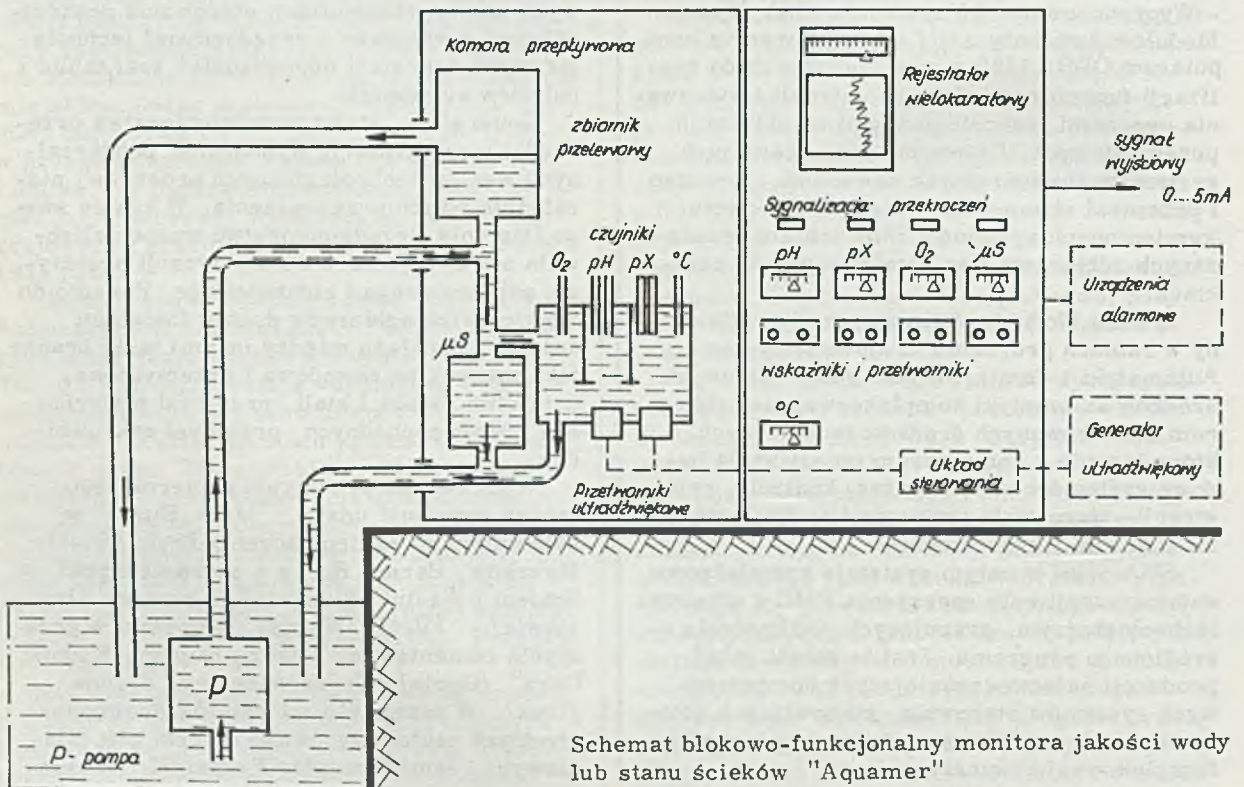 Komora przepływowa
zbiornik
przelewowy
czujniki
O₂ pH pX °C
µS
Przetworniki
ultradźwiękowe
P
p - pompa
Rejestrator
wielokanałowy
Sygnał
wyjściowy
0...5mA
Sygnalizacja przekroczeń
pH pX O₂ µS
wskaźniki i przetworniki
°C
Urządzenia
alarmowe
Generator
ultradźwiękowy
Układ
sterowania
Schemat blokowo-funkcjonalny monitora jakości wody
lub stanu ścieków "Aquamer"